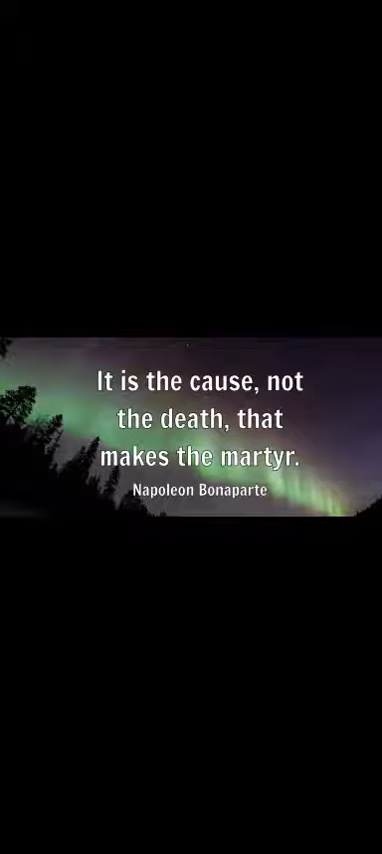 It is the cause, not
the death, that
makes the martyr.
Napoleon Bonaparte